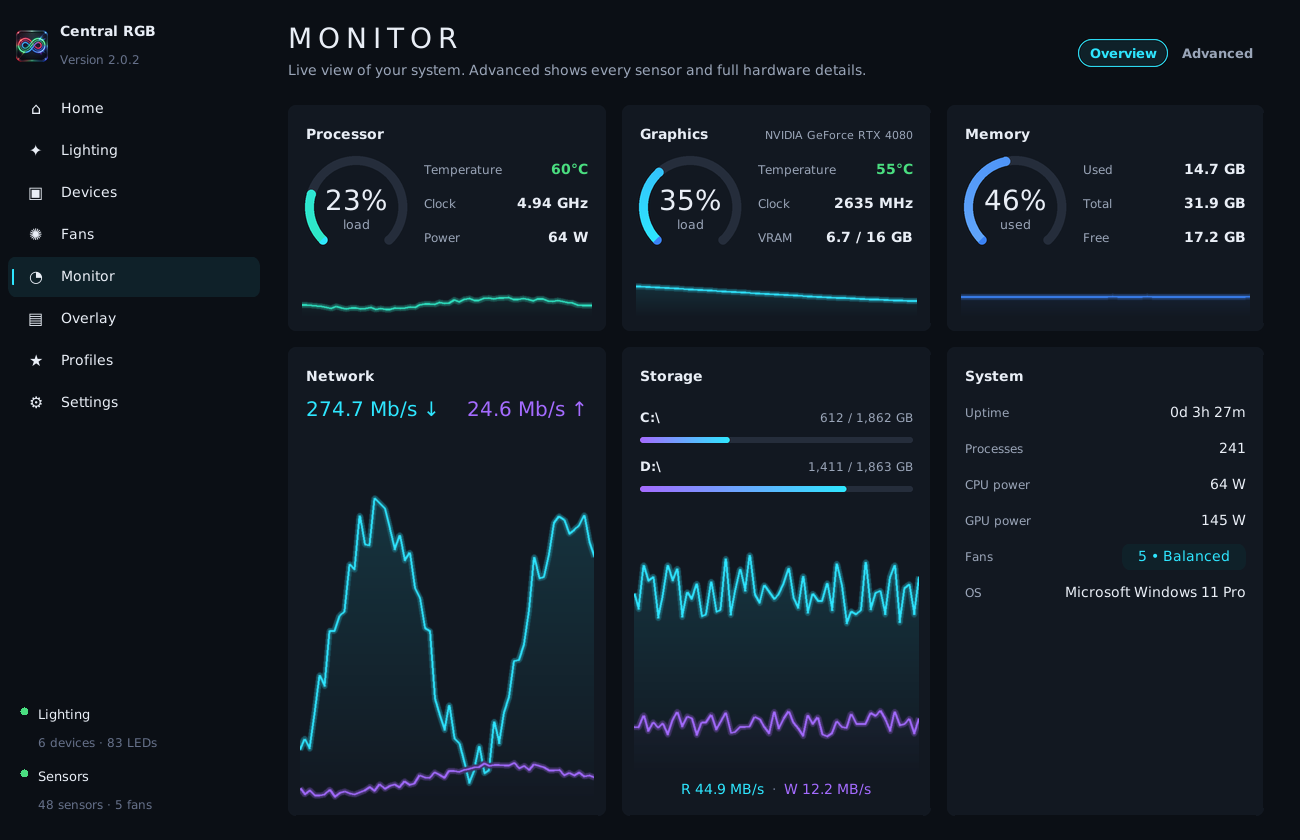 Central RGB
Version 2.0.2
Home
Lighting
Devices
Fans
Monitor
Overlay
Profiles
Settings
Lighting
6 devices · 83 LEDs
Sensors
48 sensors · 5 fans
MONITOR
Live view of your system. Advanced shows every sensor and full hardware details.
Overview
Advanced
Processor
23%
load
Temperature 60°C
Clock 4.94 GHz
Power 64 W
Graphics
NVIDIA GeForce RTX 4080
35%
load
Temperature 55°C
Clock 2635 MHz
VRAM 6.7 / 16 GB
Memory
46%
used
Used 14.7 GB
Total 31.9 GB
Free 17.2 GB
Network
274.7 Mb/s ↓ 24.6 Mb/s ↑
Storage
C:\ 612 / 1,862 GB
D:\ 1,411 / 1,863 GB
R 44.9 MB/s · W 12.2 MB/s
System
Uptime 0d 3h 27m
Processes 241
CPU power 64 W
GPU power 145 W
Fans 5 • Balanced
OS Microsoft Windows 11 Pro